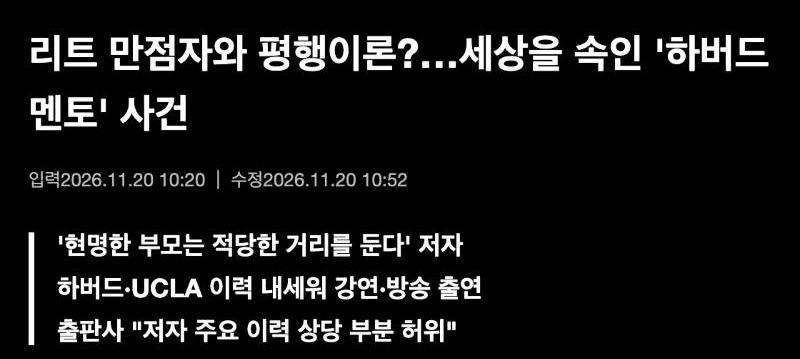 리트 만점자와 평행이론?...세상을 속인 '하버드
멘토' 사건
입력2026.11.20 10:20 | 수정2026.11.20 10:52
'현명한 부모는 적당한 거리를 둔다' 저자
하버드·UCLA 이력 내세워 강연·방송 출연
출판사 "저자 주요 이력 상당 부분 허위"